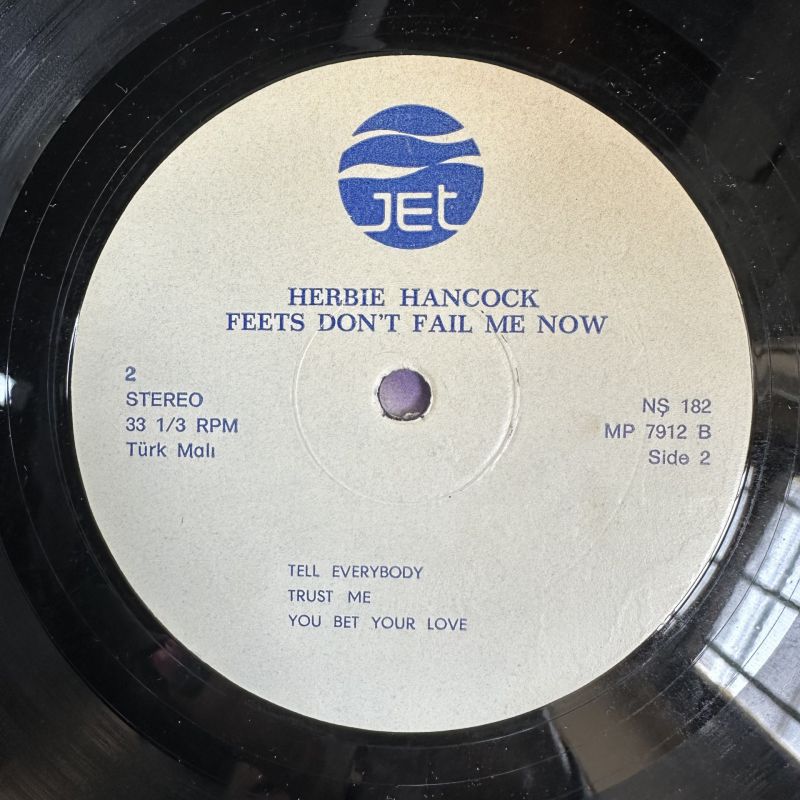 JEt
HERBIE HANCOCK
FEETS DON'T FAIL ME NOW
2
STEREO
33 1/3 RPM
Türk Malı
NŞ 182
MP 7912 B
Side 2
TELL EVERYBODY
TRUST ME
YOU BET YOUR LOVE